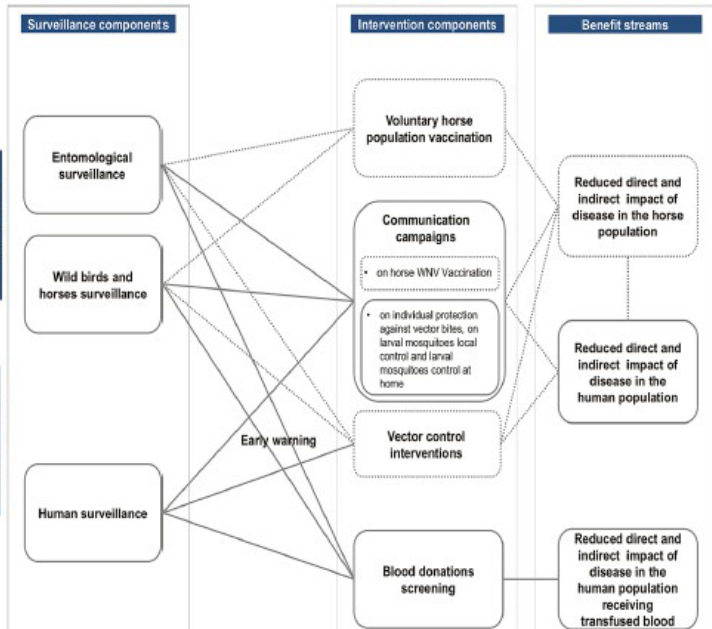 Surveillance components
Intervention components
Benefit streams
Entomological
surveillance
Wild birds and
horses surveillance
Human surveillance
Early warning
Voluntary horse
population vaccination
Communication
campaigns
• on horse WNV Vaccination
• on individual protection
against vector bites, on
larval mosquitoes local
control and larval
mosquitoes control at
home
Vector control
interventions
Blood donations
screening
Reduced direct and
indirect impact of
disease in the horse
population
Reduced direct and
indirect impact of
disease in the
human population
Reduced direct and
indirect impact of
disease in the
human population
receiving
transfused blood